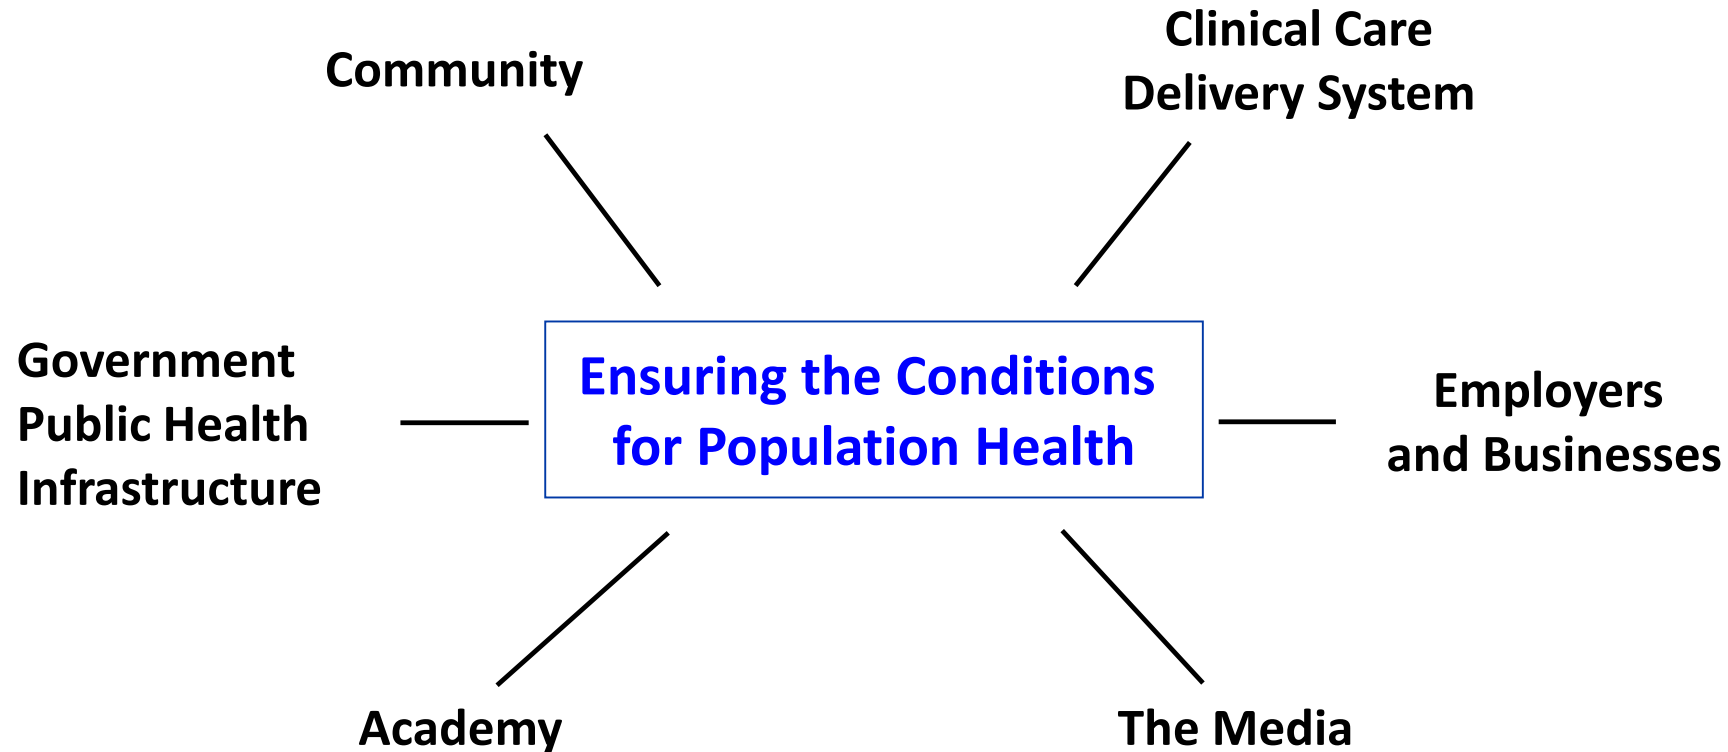 Community
Clinical Care
Delivery System
Government
Public Health
Infrastructure
Ensuring the Conditions
for Population Health
Employers
and Businesses
Academy
The Media